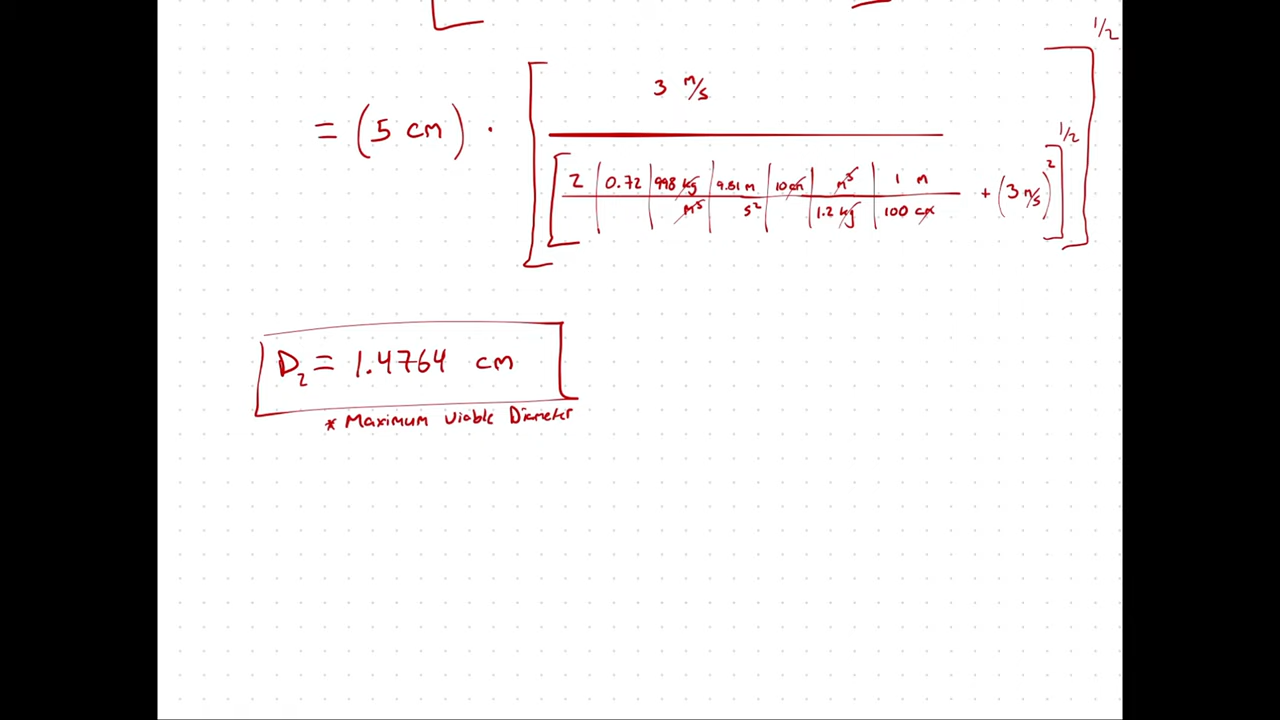 = (5 cm) · [ 3 m/s / [ 2 | 0.72 | 998 kg / m³ | 9.81 m / s² | 10 cm | m³ / 1.2 kg | 1 m / 100 cm + (3 m/s)² ]^1/2 ]^1/2
D₂ = 1.4764 cm
* Maximum Viable Diameter